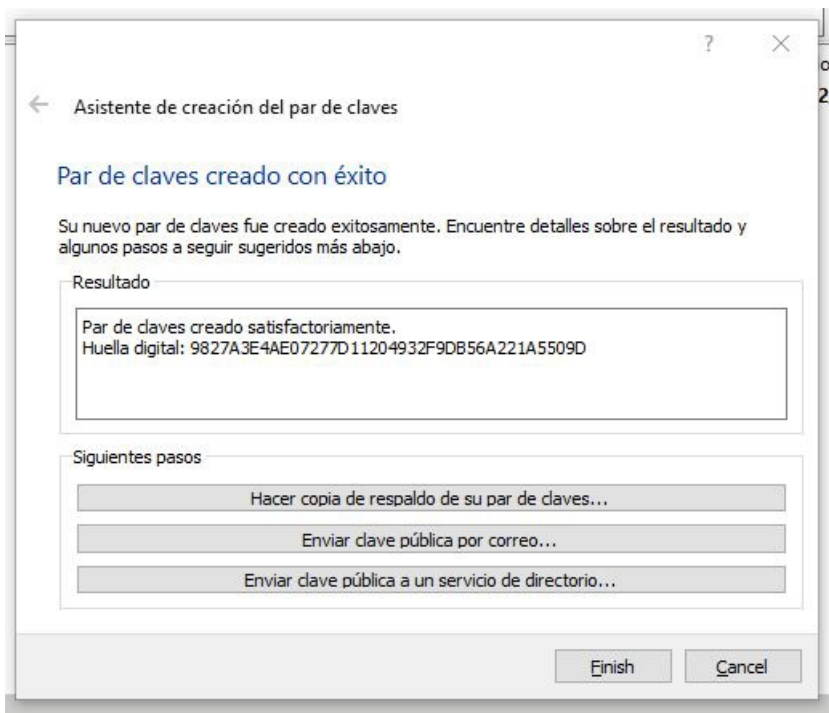 ?
Asistente de creación del par de claves
Par de claves creado con éxito
Su nuevo par de claves fue creado exitosamente. Encuentre detalles sobre el resultado y
algunos pasos a seguir sugeridos más abajo.
Resultado
Par de claves creado satisfactoriamente.
Huella digital: 9827A3E4AE07277D11204932F9DB56A221A5509D
Siguientes pasos
Hacer copia de respaldo de su par de claves...
Enviar clave pública por correo...
Enviar clave pública a un servicio de directorio...
Finish Cancel